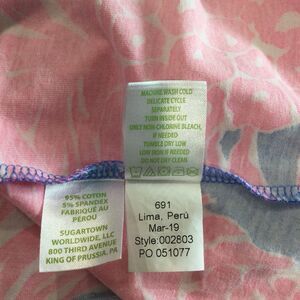 MACHINE WASH COLD
DELICATE CYCLE
SEPARATELY
TURN INSIDE OUT
ONLY NON-CHLORINE BLEACH,
IF NEEDED
TUMBLE DRY LOW
LOW IRON IF NEEDED
DO NOT DRY CLEAN
95% COTON
5% SPANDEX
FABRIQUÉ AU
PÉROU
SUGARTOWN
WORLDWIDE, LLC
800 THIRD AVENUE
KING OF PRUSSIA, PA
691
Lima, Perú
Mar-19
Style:002803
PO 051077